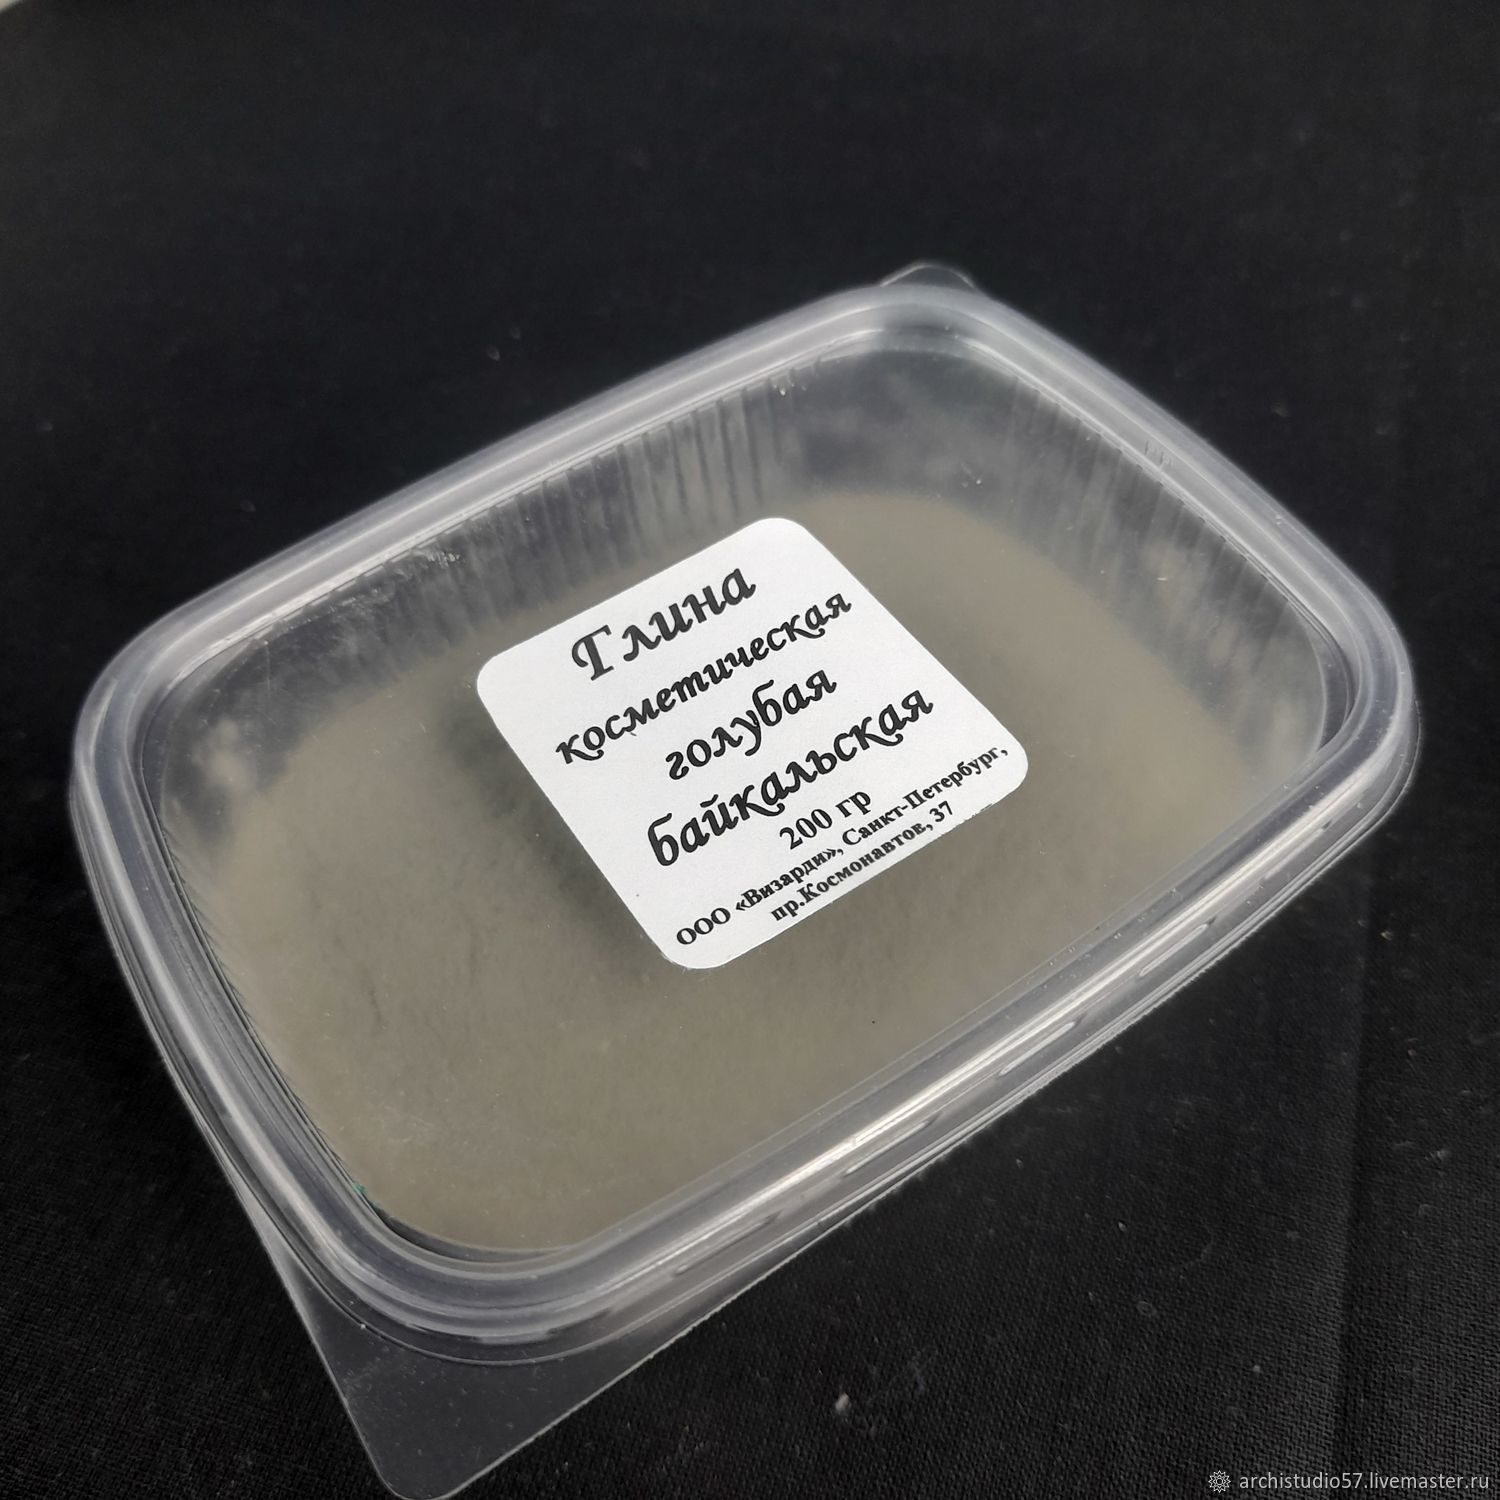 Глина
косметическая
голубая
байкальская
200 гр
ООО «Визарди», Санкт-Петербург,
пр.Космонавтов, 37
archistudio57.livemaster.ru